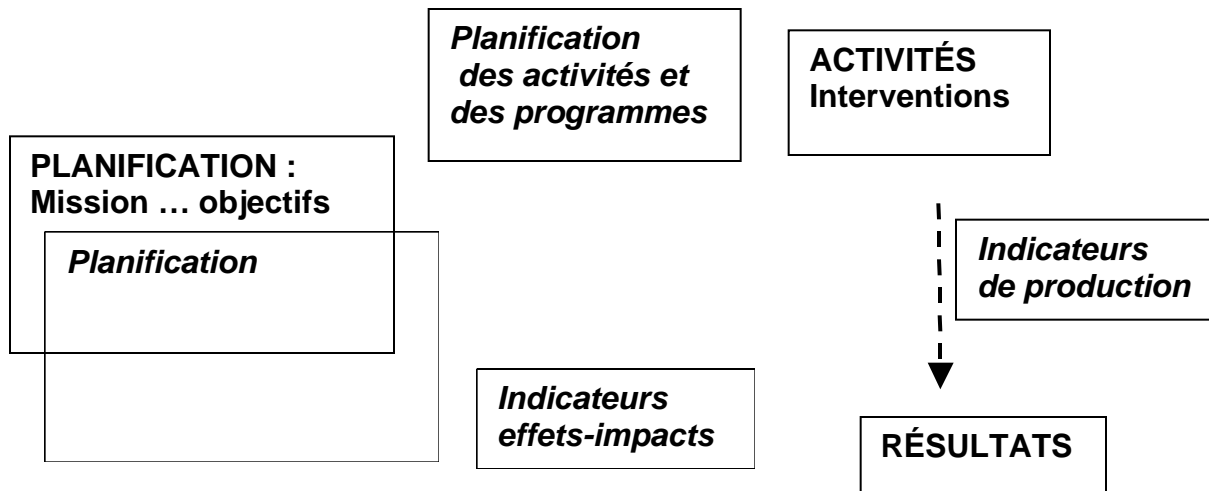 Planification
des activités et
des programmes
ACTIVITÉS
Interventions
PLANIFICATION :
Mission … objectifs
Planification
Indicateurs
de production
Indicateurs
effets-impacts
RÉSULTATS